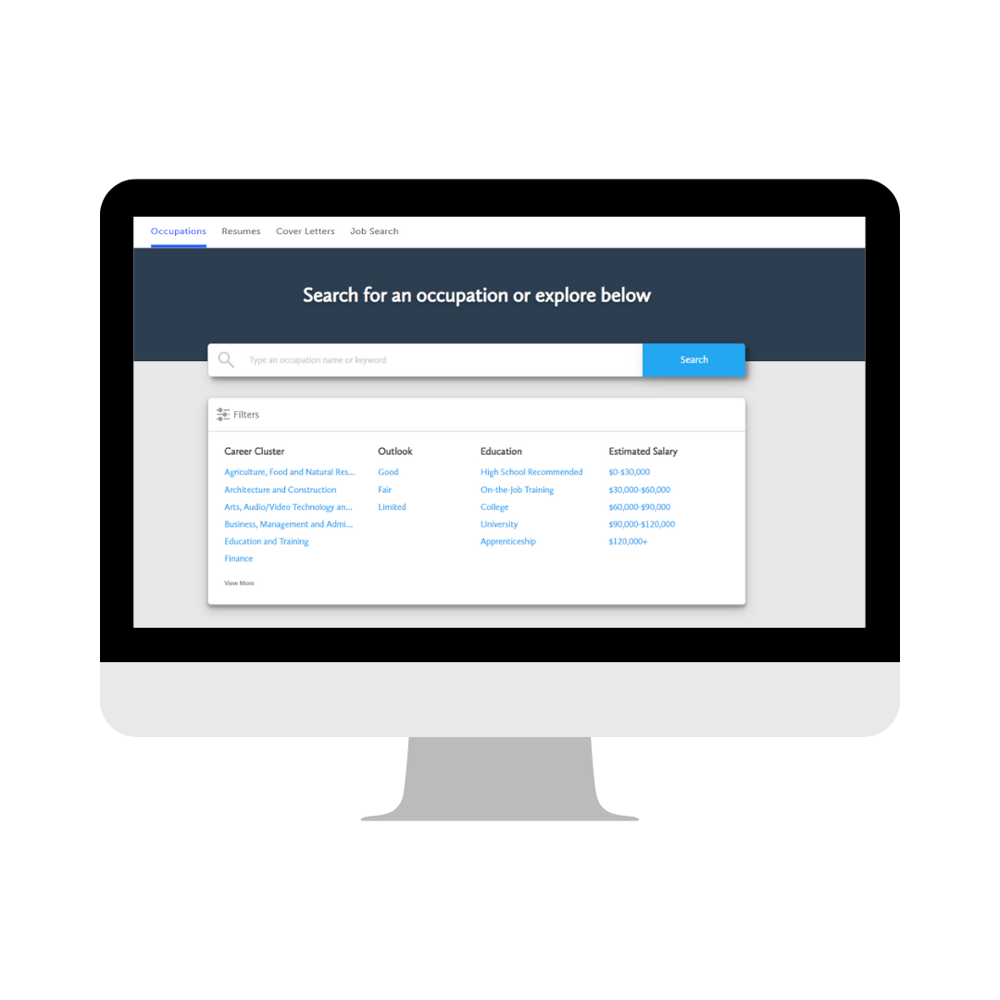 Occupations Resumes Cover Letters Job Search
Search for an occupation or explore below
Type an occupation name or keyword
Search
Filters
Career Cluster
Agriculture, Food and Natural Res...
Architecture and Construction
Arts, Audio/Video Technology an...
Business, Management and Admi...
Education and Training
Finance
View More
Outlook
Good
Fair
Limited
Education
High School Recommended
On-the-Job Training
College
University
Apprenticeship
Estimated Salary
$0-$30,000
$30,000-$60,000
$60,000-$90,000
$90,000-$120,000
$120,000+